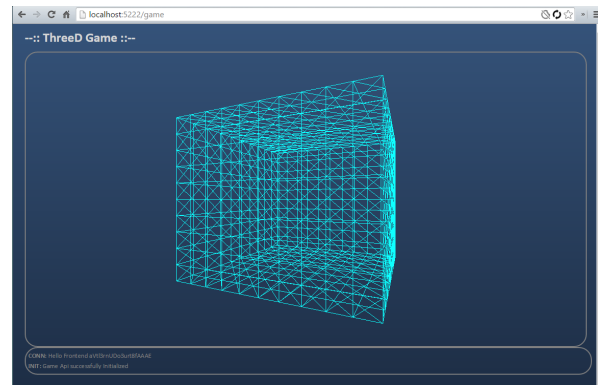 localhost:5222/game
--:: ThreeD Game ::--
CONN: Hello Frontend
INIT: Game Api successfully initialized